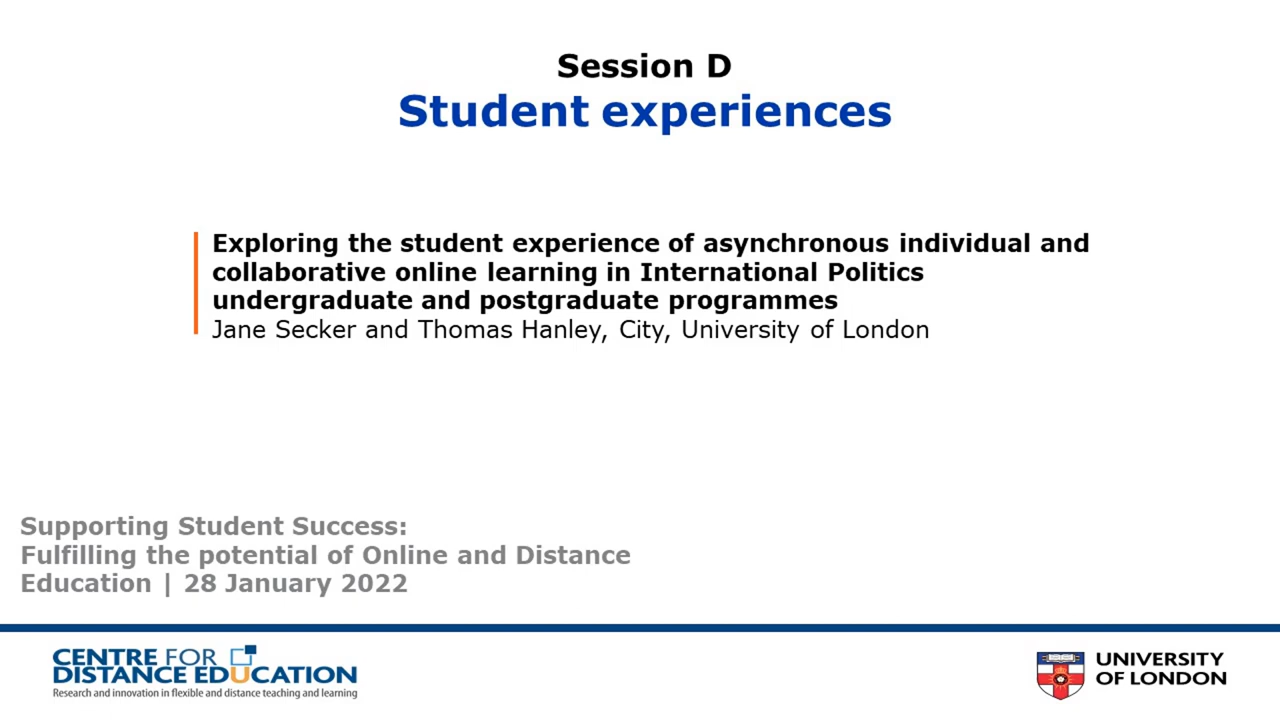 Session D
Student experiences
Exploring the student experience of asynchronous individual and
collaborative online learning in International Politics
undergraduate and postgraduate programmes
Jane Secker and Thomas Hanley, City, University of London
Supporting Student Success:
Fulfilling the potential of Online and Distance
Education | 28 January 2022
CENTRE FOR
DISTANCE EDUCATION
Research and innovation in flexible and distance teaching and learning
UNIVERSITY
OF LONDON